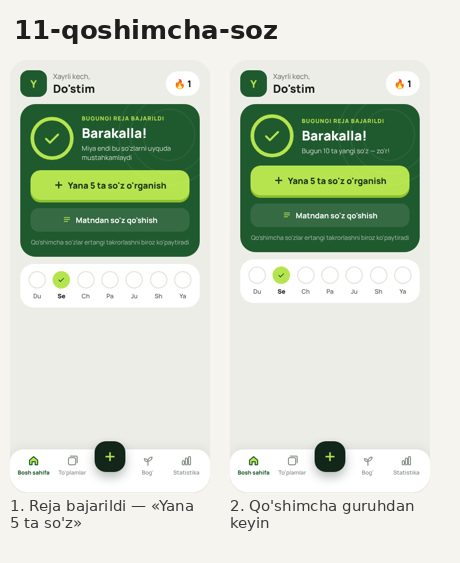 11-qoshimcha-soz
Y
Xayrli kech,
Do'stim
🔥 1
BUGUNGI REJA BAJARILDI
Barakalla!
Miya endi bu so'zlarni uyquda
mustahkamlaydi
+ Yana 5 ta so'z o'rganish
Matndan so'z qo'shish
Qo'shimcha so'zlar ertangi takrorlashni biroz ko'paytiradi
Du Se Ch Pa Ju Sh Ya
Bosh sahifa To'plamlar + Bog' Statistika
1. Reja bajarildi — «Yana
5 ta so'z»
Y
Xayrli kech,
Do'stim
🔥 1
BUGUNGI REJA BAJARILDI
Barakalla!
Bugun 10 ta yangi so'z — zo'r!
+ Yana 5 ta so'z o'rganish
Matndan so'z qo'shish
Qo'shimcha so'zlar ertangi takrorlashni biroz ko'paytiradi
Du Se Ch Pa Ju Sh Ya
Bosh sahifa To'plamlar + Bog' Statistika
2. Qo'shimcha guruhdan
keyin